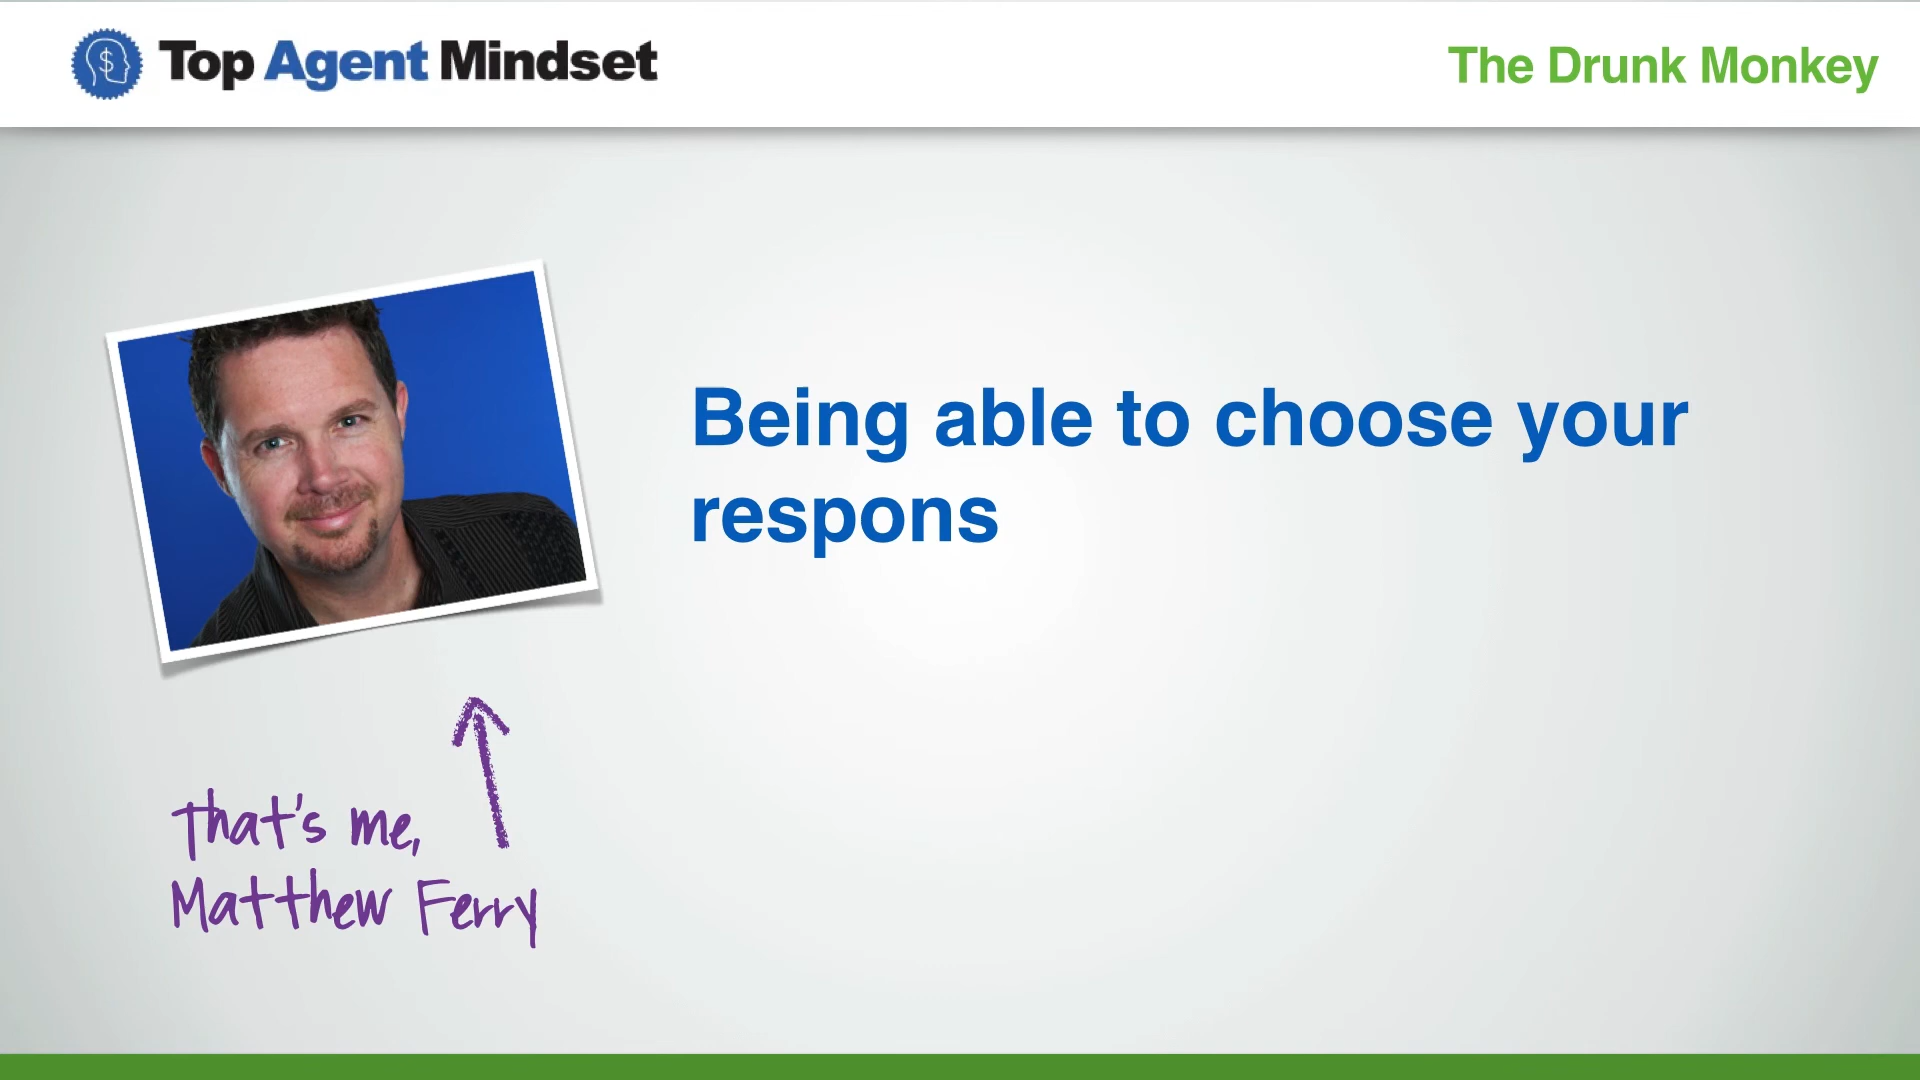 Top Agent Mindset
The Drunk Monkey
Being able to choose your
respons
That's me,
Matthew Ferry